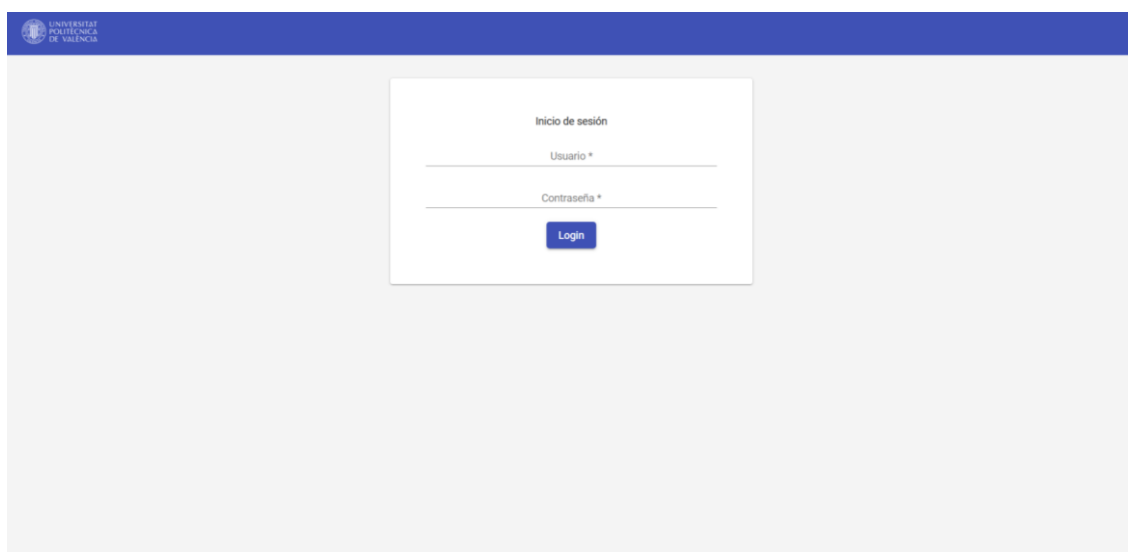 UNIVERSITAT
POLITÈCNICA
DE VALÈNCIA
Inicio de sesión
Usuario *
Contraseña *
Login